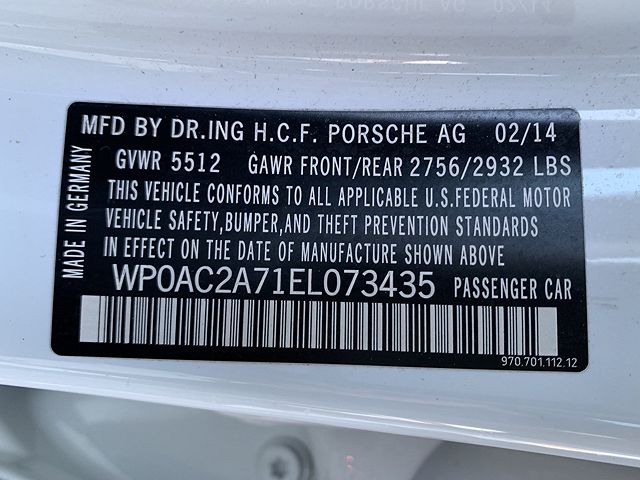 MFD BY DR.ING H.C.F. PORSCHE AG 02/14
GVWR 5512 GAWR FRONT/REAR 2756/2932 LBS
THIS VEHICLE CONFORMS TO ALL APPLICABLE U.S.FEDERAL MOTOR
VEHICLE SAFETY,BUMPER,AND THEFT PREVENTION STANDARDS
IN EFFECT ON THE DATE OF MANUFACTURE SHOWN ABOVE
WP0AC2A71EL073435 PASSENGER CAR
970.701.112.12
MADE IN GERMANY